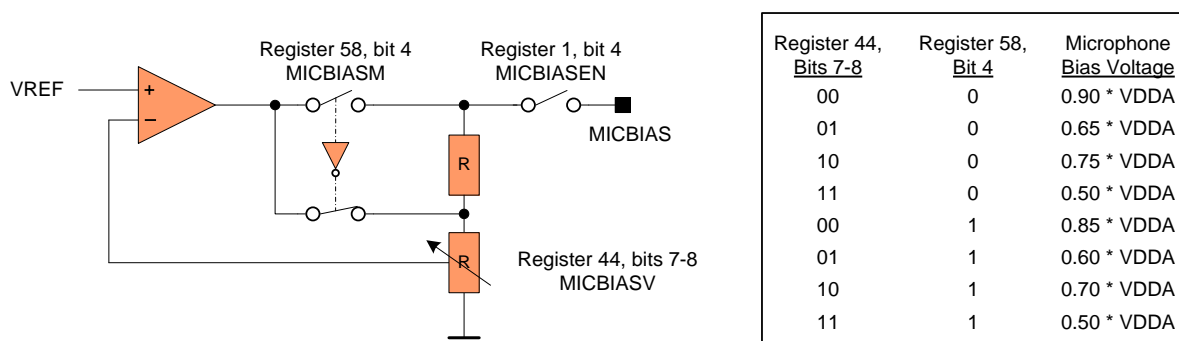 Register 58, bit 4
MICBIASM
Register 1, bit 4
MICBIASEN
VREF
+
−
MICBIAS
R
R
Register 44, bits 7-8
MICBIASV
Register 44, Register 58, Microphone
Bits 7-8 Bit 4 Bias Voltage
00 0 0.90 * VDDA
01 0 0.65 * VDDA
10 0 0.75 * VDDA
11 0 0.50 * VDDA
00 1 0.85 * VDDA
01 1 0.60 * VDDA
10 1 0.70 * VDDA
11 1 0.50 * VDDA